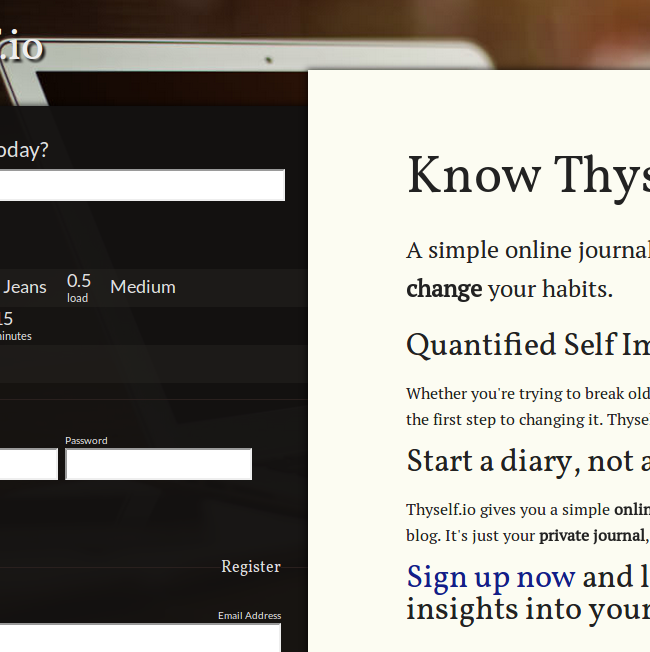 .io
oday?
Jeans 0.5 load Medium
15
minutes
Password
Register
Email Address
Know Thys
A simple online journal
change your habits.
Quantified Self Im
Whether you're trying to break old
the first step to changing it. Thyse
Start a diary, not a
Thyself.io gives you a simple onlin
blog. It's just your private journal,
Sign up now and l
insights into your